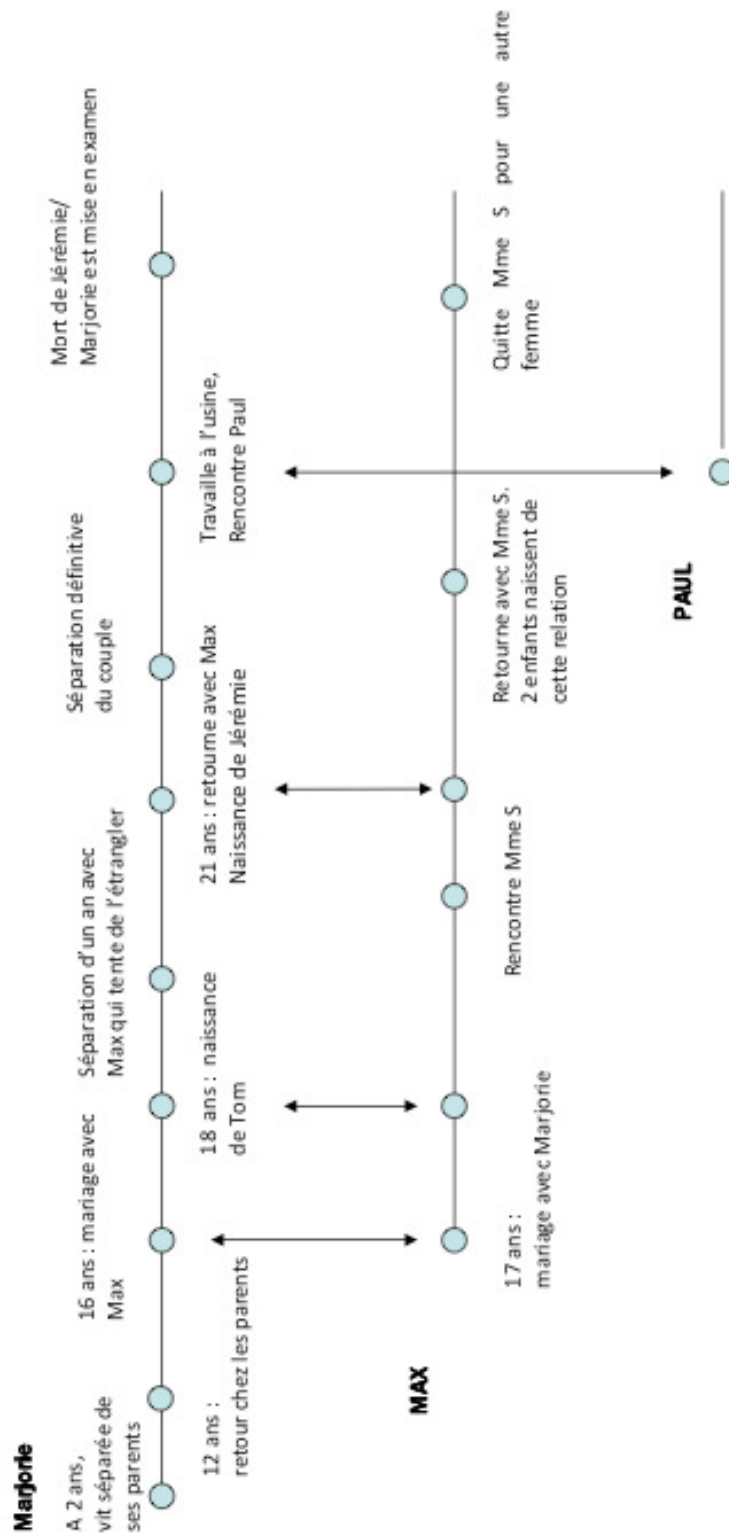 Marjorie
A 2 ans,
vit séparée de
ses parents
12 ans :
retour chez les parents
16 ans : mariage avec
Max
18 ans : naissance
de Tom
Séparation d'un an avec
Max qui tente de l'étrangler
21 ans : retourne avec Max
Naissance de Jérémie
Séparation définitive
du couple
Travaille à l'usine,
Rencontre Paul
Mort de Jérémie/
Marjorie est mise en examen
MAX
17 ans :
mariage avec Marjorie
Rencontre Mme S
Retourne avec Mme S.
2 enfants naissent de
cette relation
Quitte Mme S pour une autre
femme
PAUL